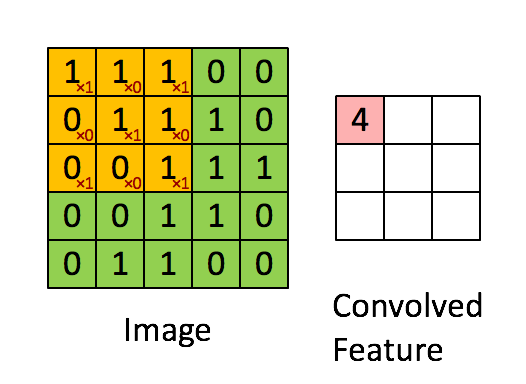 1×1 1×0 1×1 0 0
0×0 1×1 1×0 1 0
0×1 0×0 1×1 1 1
0 0 1 1 0
0 1 1 0 0
Image
4
Convolved
Feature